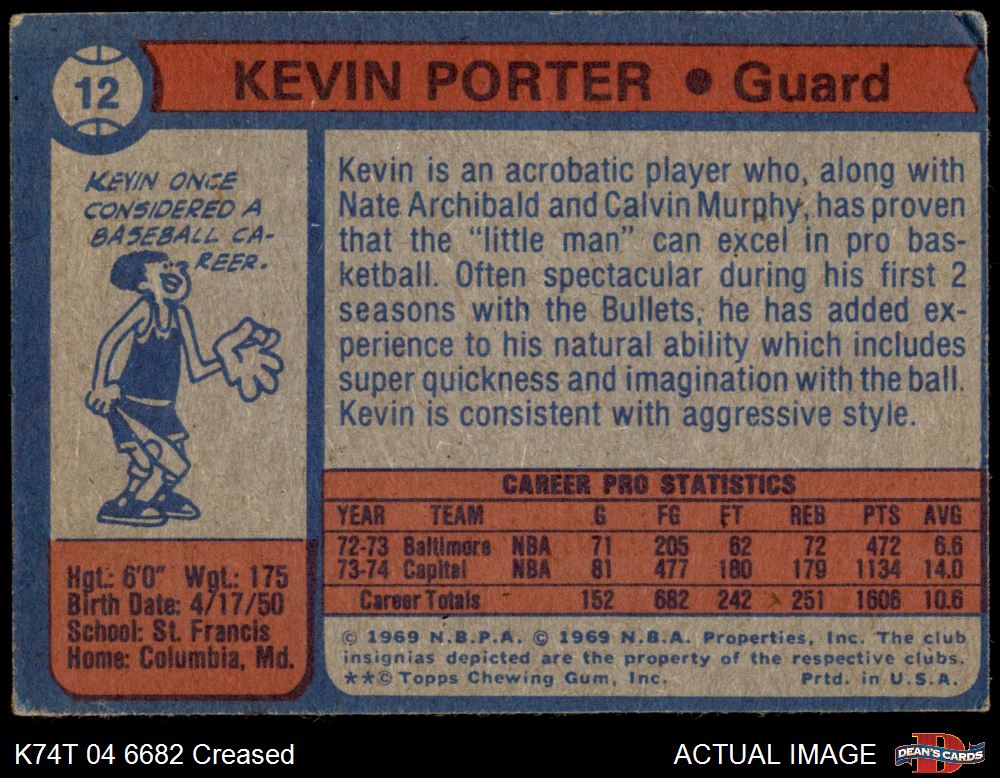 12
KEVIN PORTER • Guard
KEVIN ONCE
CONSIDERED A
BASEBALL CA-
REER.
Kevin is an acrobatic player who, along with
Nate Archibald and Calvin Murphy, has proven
that the "little man" can excel in pro bas-
ketball. Often spectacular during his first 2
seasons with the Bullets, he has added ex-
perience to his natural ability which includes
super quickness and imagination with the ball.
Kevin is consistent with aggressive style.
Hgt.: 6'0" Wgt.: 175
Birth Date: 4/17/50
School: St. Francis
Home: Columbia, Md.
CAREER PRO STATISTICS
YEAR TEAM G FG FT REB PTS AVG
72-73 Baltimore NBA 71 205 62 72 472 6.6
73-74 Capital NBA 81 477 180 179 1134 14.0
Career Totals 152 682 242 251 1606 10.6
© 1969 N.B.P.A. © 1969 N.B.A. Properties, Inc. The club
insignias depicted are the property of the respective clubs.
**© Topps Chewing Gum, Inc. Prtd. in U.S.A.
K74T 04 6682 Creased
ACTUAL IMAGE
DEAN'S CARDS